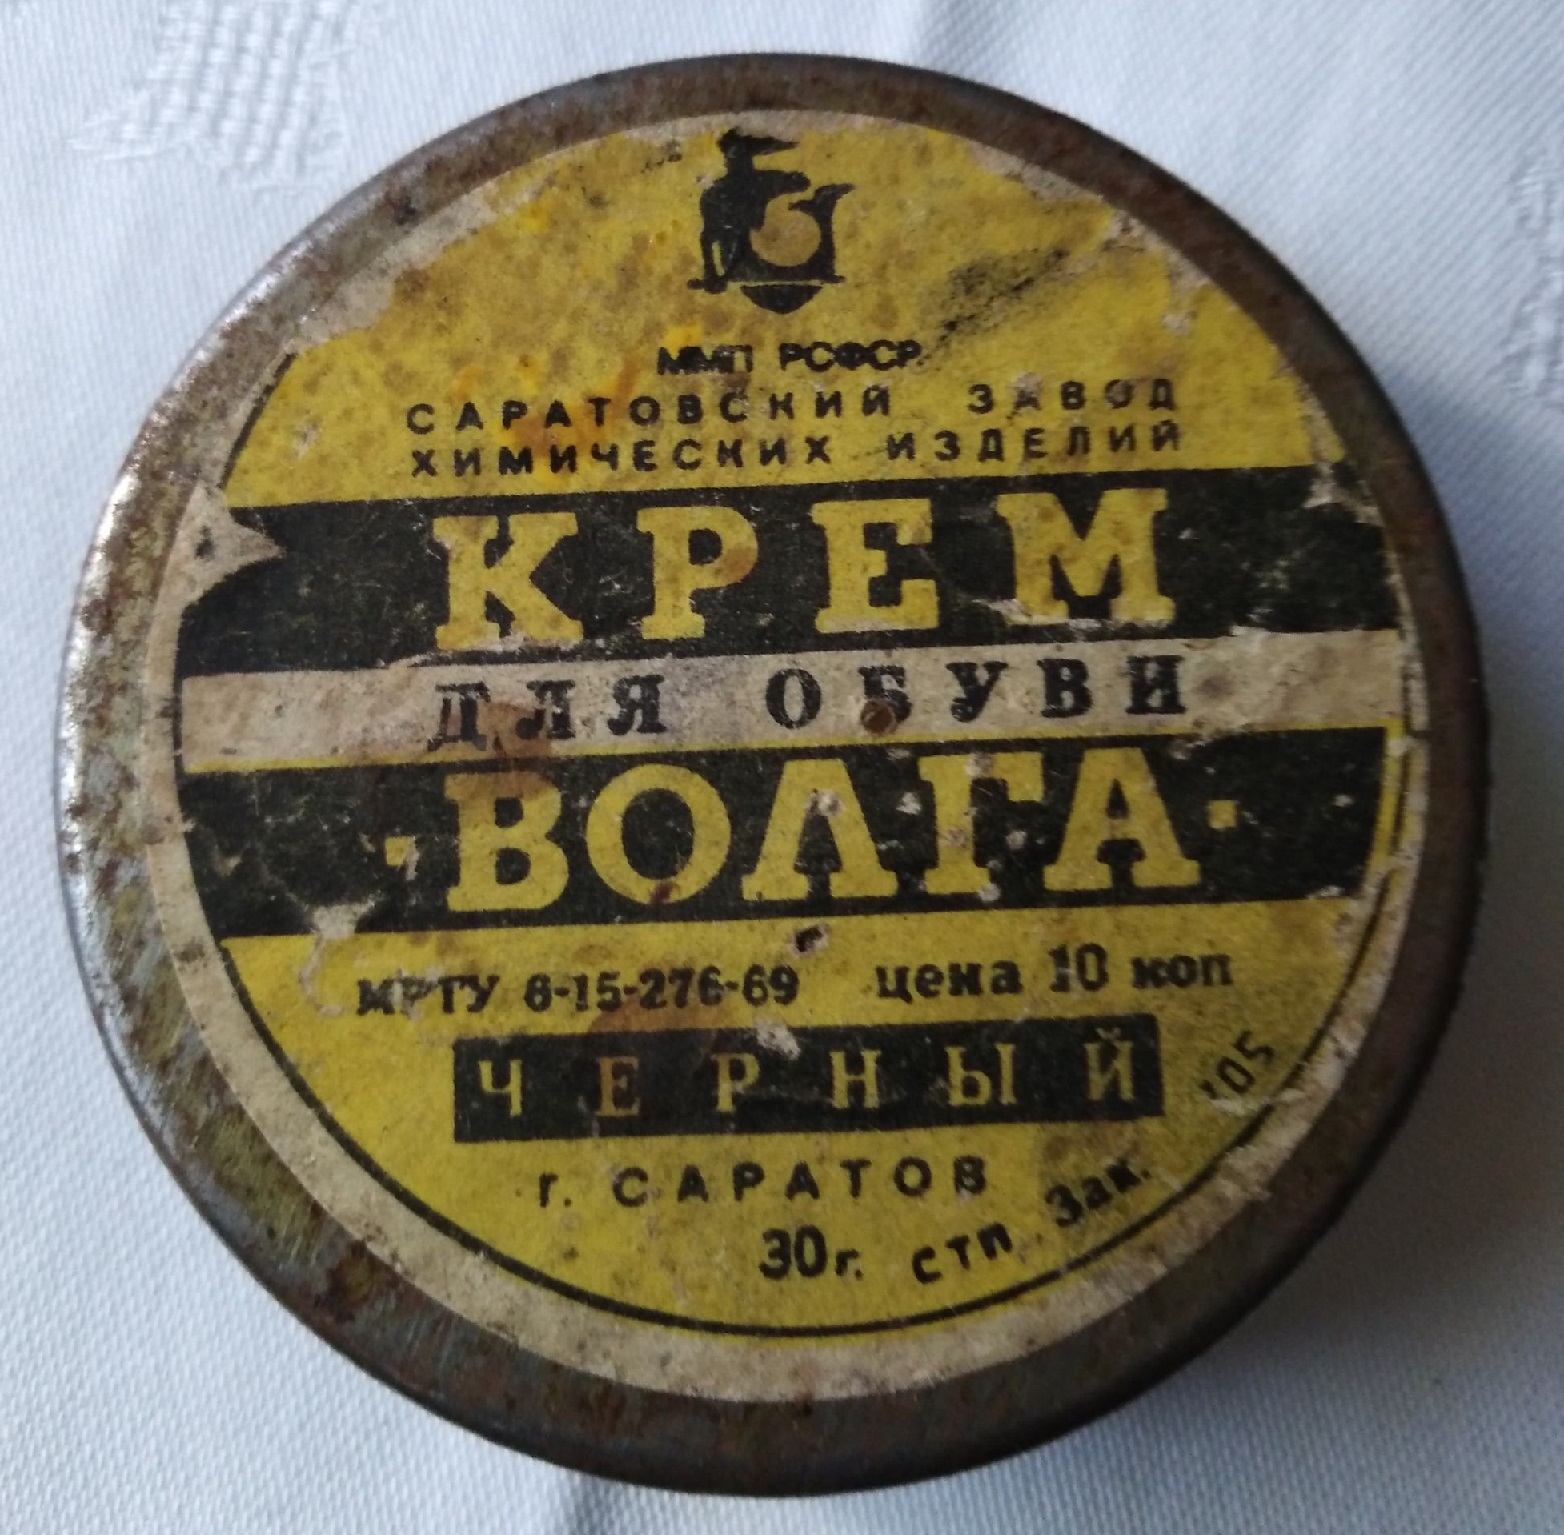 ММП РСФСР
САРАТОВСКИЙ ЗАВОД
ХИМИЧЕСКИХ ИЗДЕЛИЙ
КРЕМ
ДЛЯ ОБУВИ
·ВОЛГА·
МРТУ 6-15-276-69 цена 10 коп
ЧЕРНЫЙ
г. САРАТОВ
30г. СТП Зак. 105